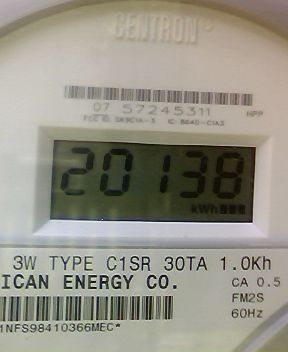 CENTRON®
07 57245311 HPP
20138
kWh
3W TYPE C1SR 30TA 1.0Kh
ICAN ENERGY CO. CA 0.5
FM2S
60Hz
1NFS98410366MEC*